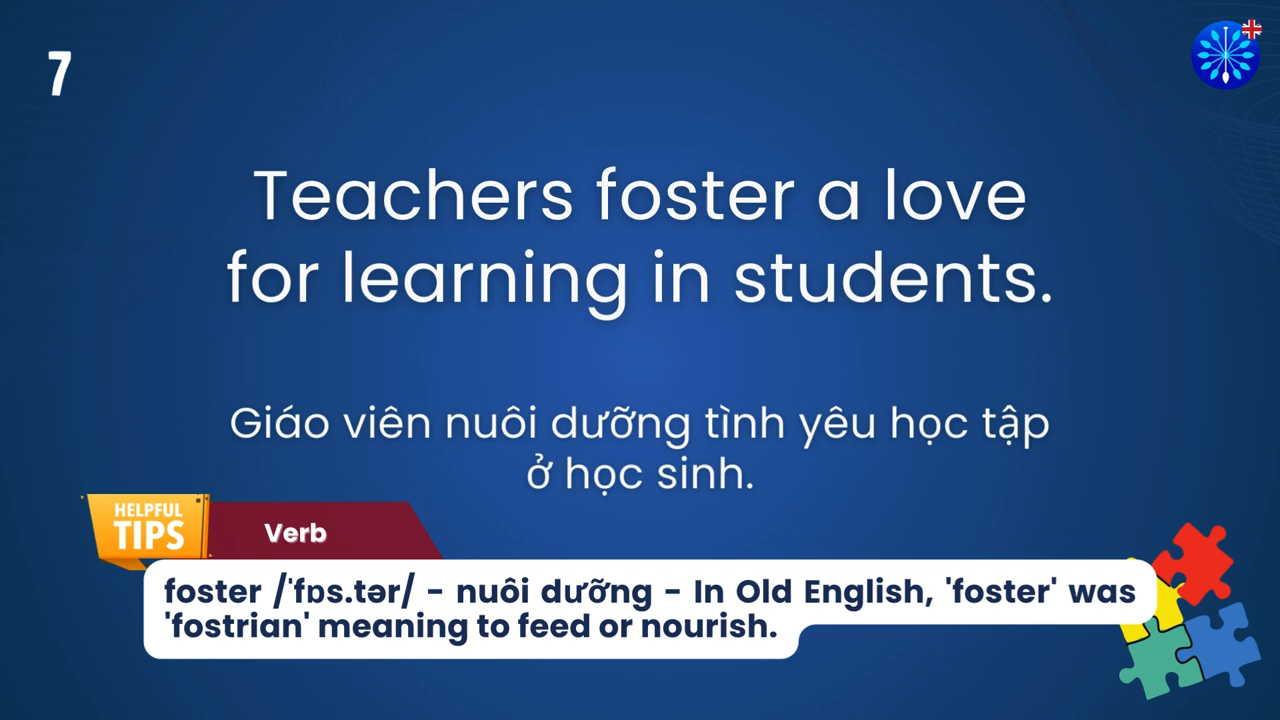 7
Teachers foster a love
for learning in students.
Giáo viên nuôi dưỡng tình yêu học tập
ở học sinh.
HELPFUL
TIPS
Verb
foster /ˈfɒs.tər/ - nuôi dưỡng - In Old English, 'foster' was
'fostrian' meaning to feed or nourish.